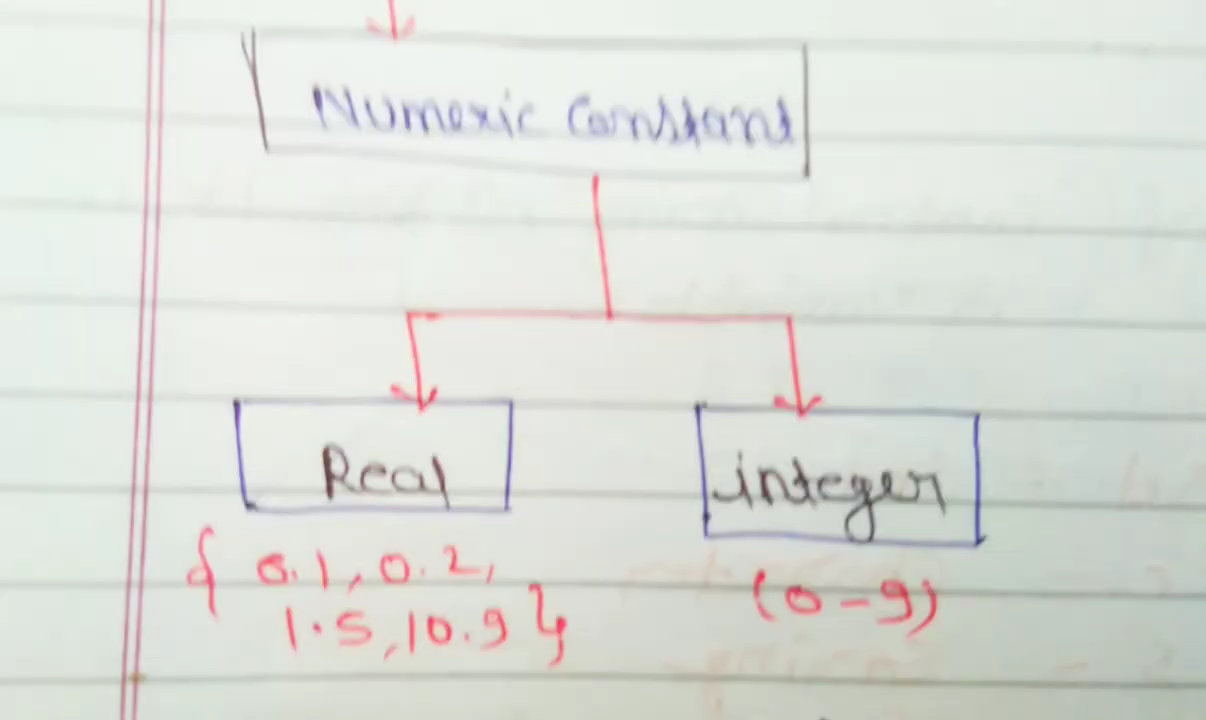 Numeric Constant
Real
integer
{ 0.1, 0.2,
1.5, 10.9 }
(0-9)